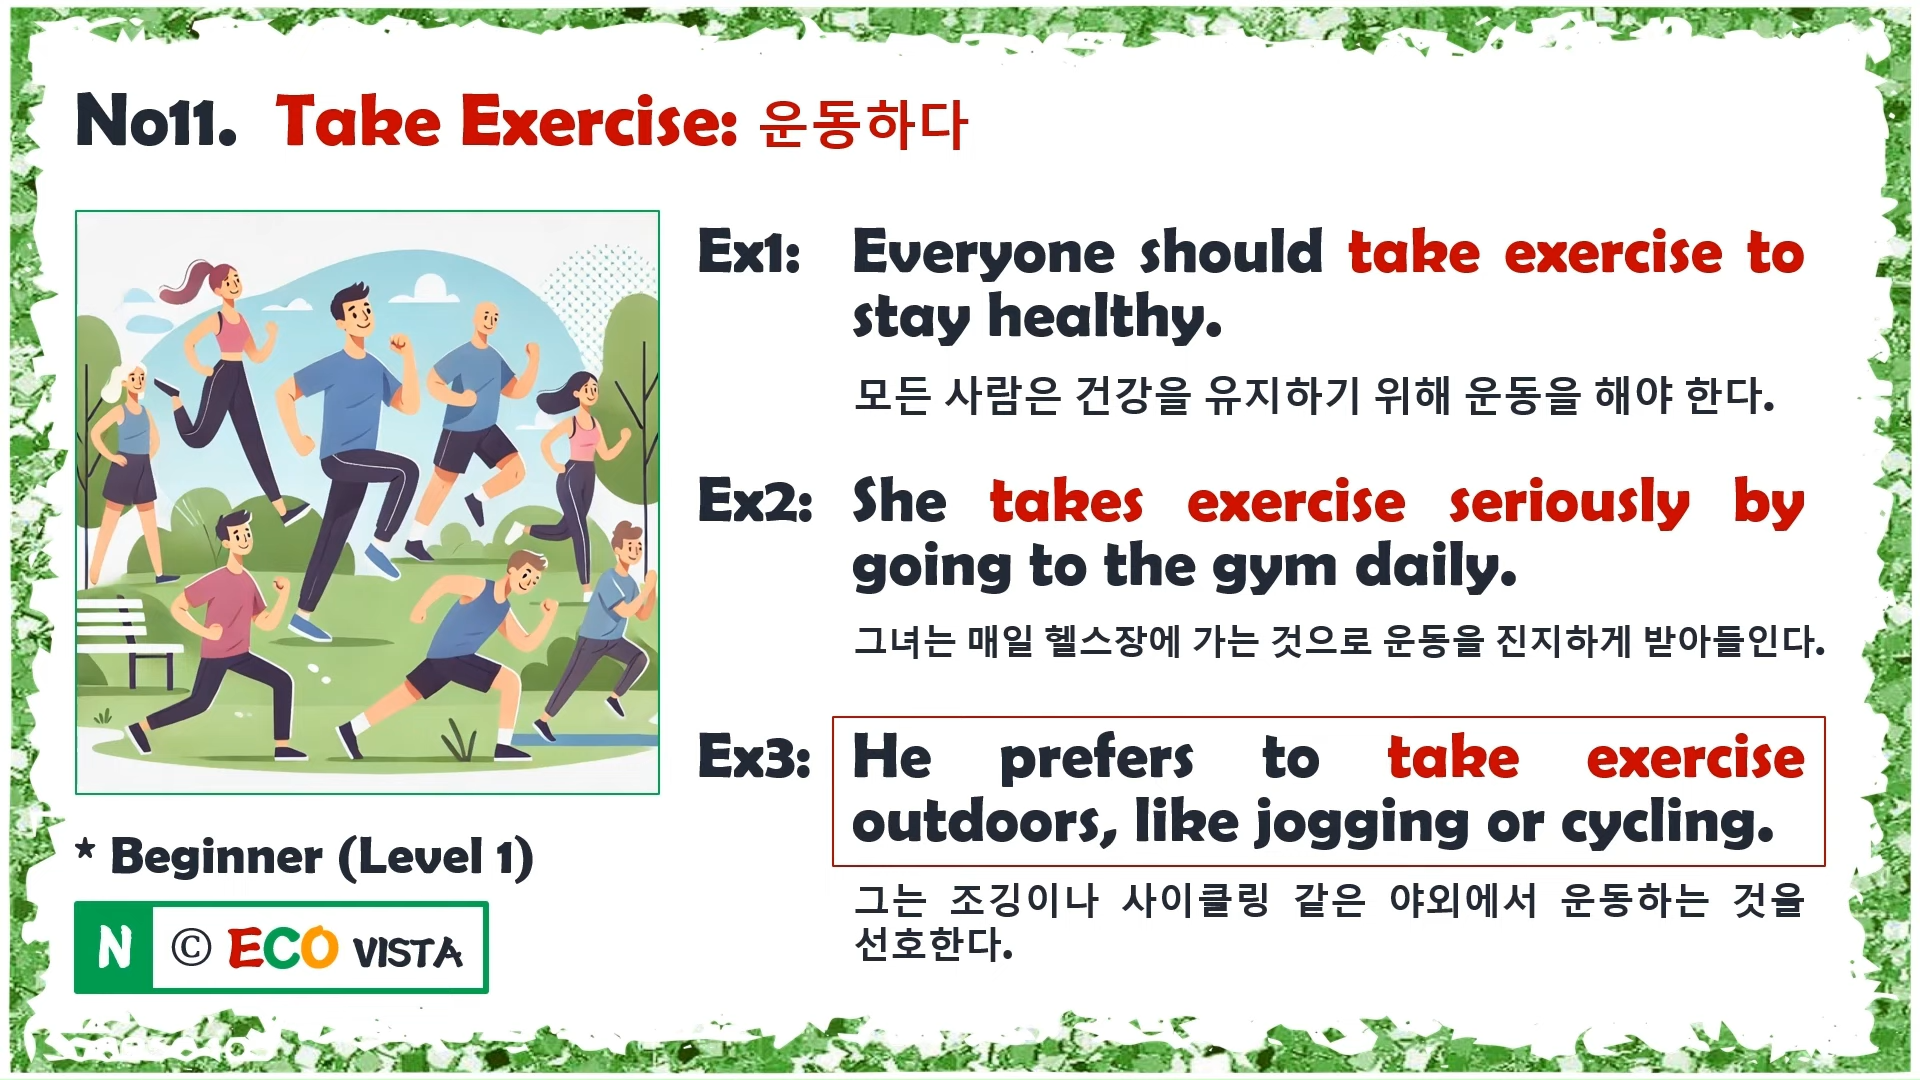 No11. Take Exercise: 운동하다
Ex1: Everyone should take exercise to
stay healthy.
모든 사람은 건강을 유지하기 위해 운동을 해야 한다.
Ex2: She takes exercise seriously by
going to the gym daily.
그녀는 매일 헬스장에 가는 것으로 운동을 진지하게 받아들인다.
Ex3: He prefers to take exercise
outdoors, like jogging or cycling.
그는 조깅이나 사이클링 같은 야외에서 운동하는 것을
선호한다.
* Beginner (Level 1)
N © ECO VISTA